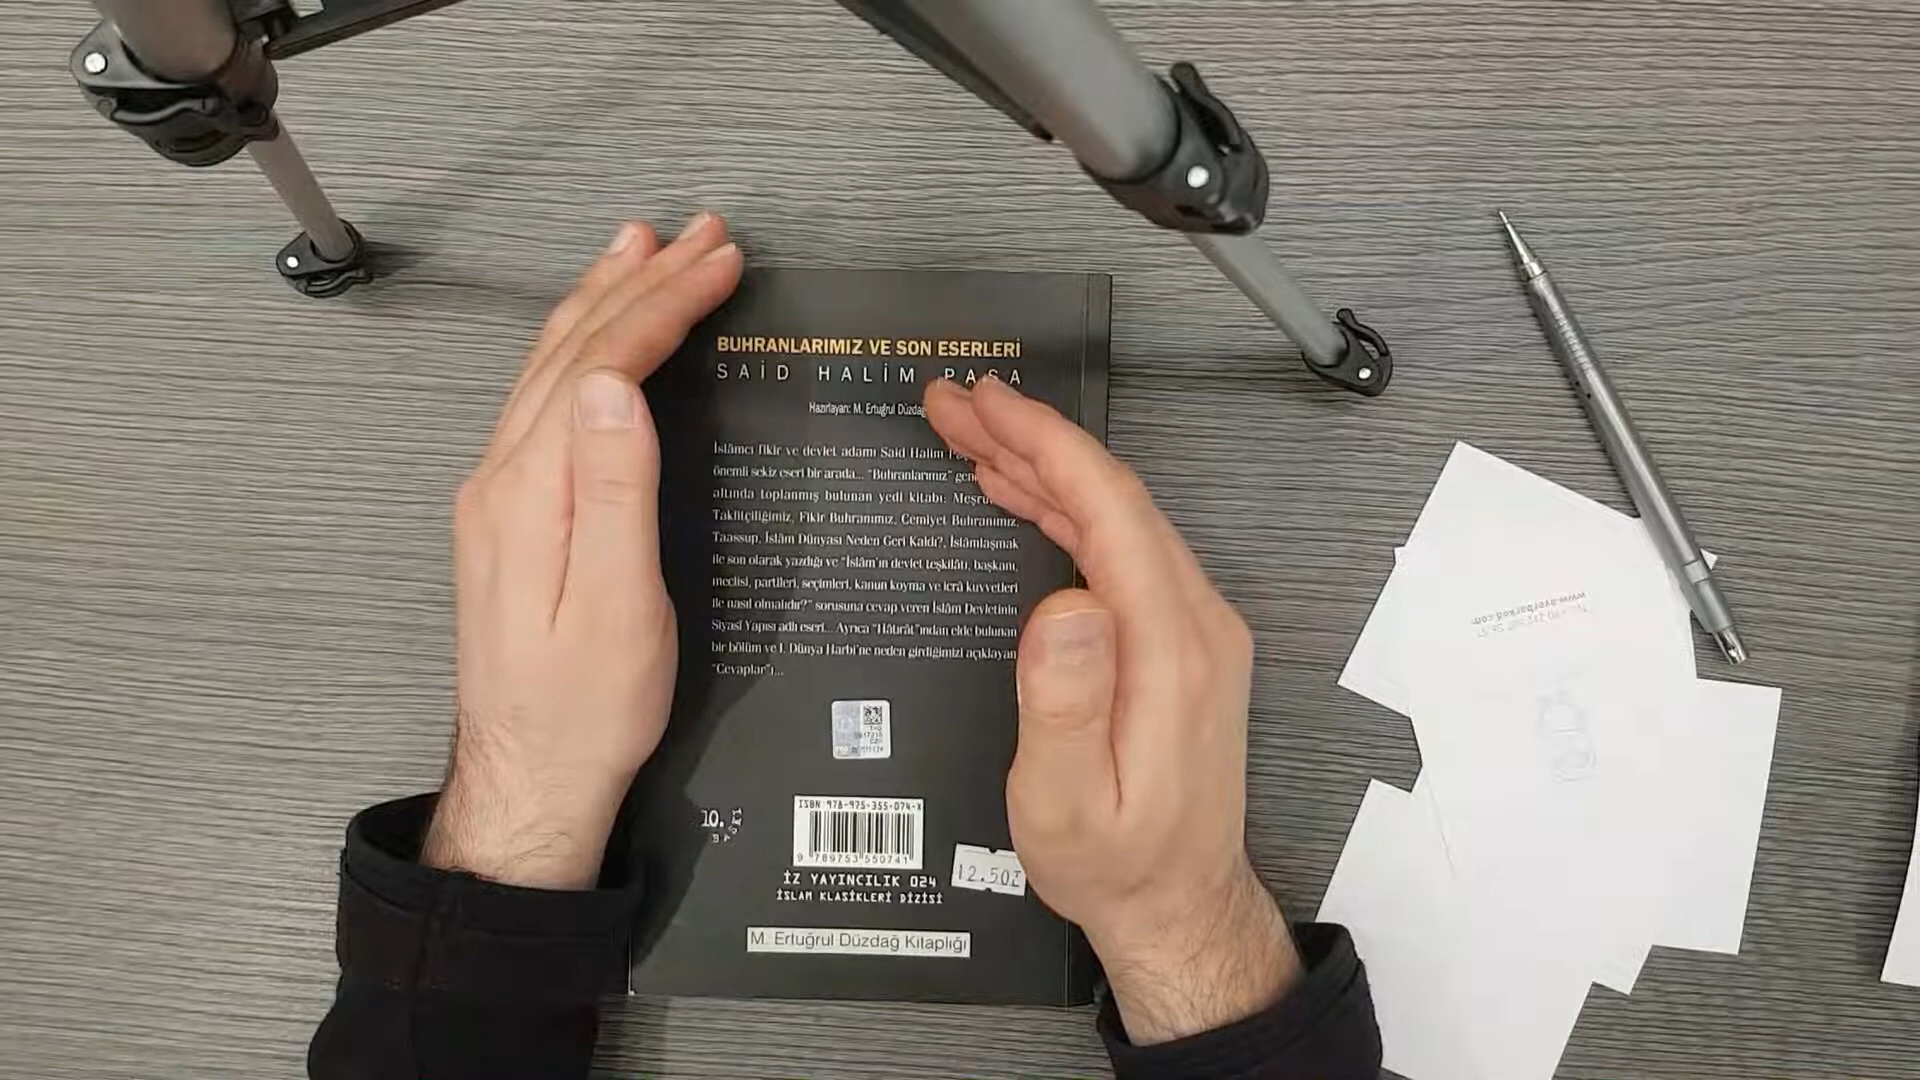 BUHRANLARIMIZ VE SON ESERLERİ
SAİD HALİM PAŞA
Hazırlayan: M. Ertuğrul Düzdağ
İslâmcı fikir ve devlet adamı Said Halim
önemli sekiz eseri bir arada... "Buhranlarımız"
altında toplanmış bulunan yedi kitabı:
Taklitçiliğimiz, Fikir Buhranımız, Cemiyet Buhranımız,
Taassup, İslâm Dünyası Neden Geri Kaldı?, İslâmlaşmak
ile son olarak yazdığı ve "İslâm'ın devlet teşkilâtı, başkanı,
meclisi, partileri, seçimleri, kanun koyma ve icrâ kuvvetleri
ile nasıl olmalıdır?" sorusuna cevap veren İslâm Devletinin
Siyasî Yapısı adlı eseri... Ayrıca "Hâtırât"ından elde bulunan
bir bölüm ve I. Dünya Harbi'ne neden girdiğimizi açıklayan
"Cevaplar"ı...
ISBN 978-975-355-074-X
10. BASKI
9 789753 550741
12.50
İZ YAYINCILIK 024
İSLAM KLASİKLERİ DİZİSİ
M. Ertuğrul Düzdağ Kitaplığı